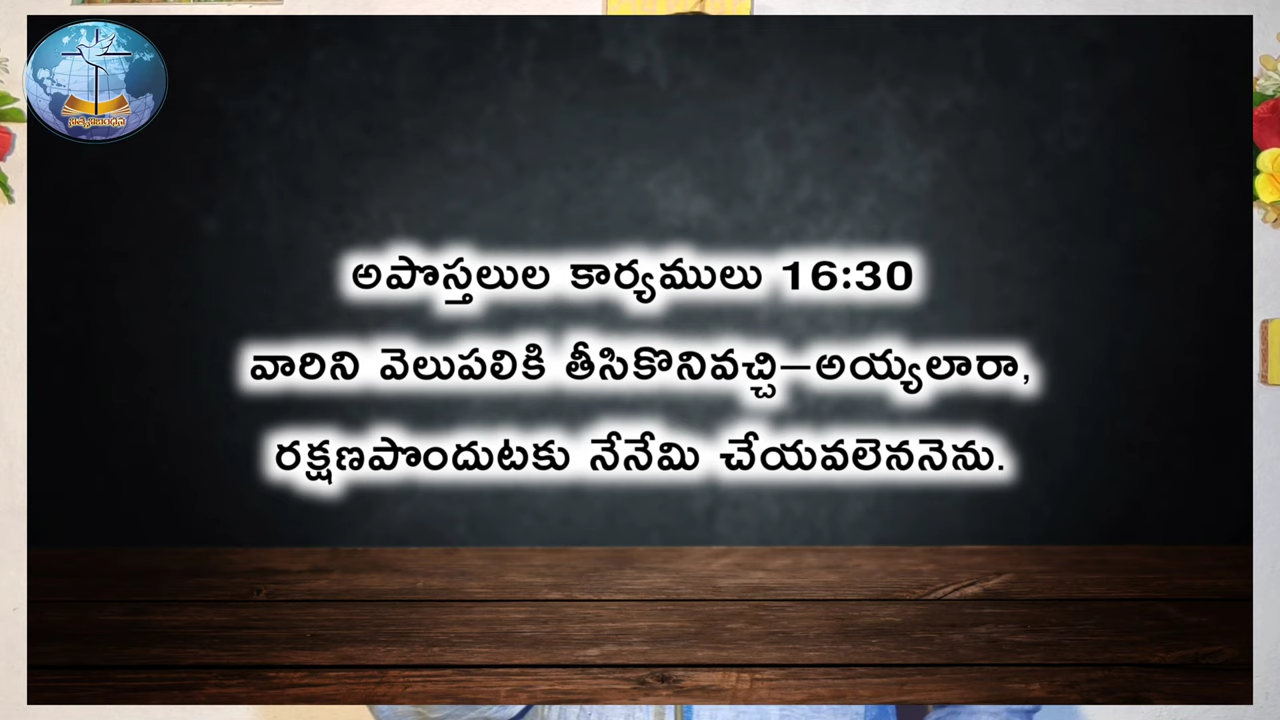 అపొస్తలుల కార్యములు 16:30
వారిని వెలుపలికి తీసికొనివచ్చి–అయ్యలారా,
రక్షణపొందుటకు నేనేమి చేయవలెననెను.